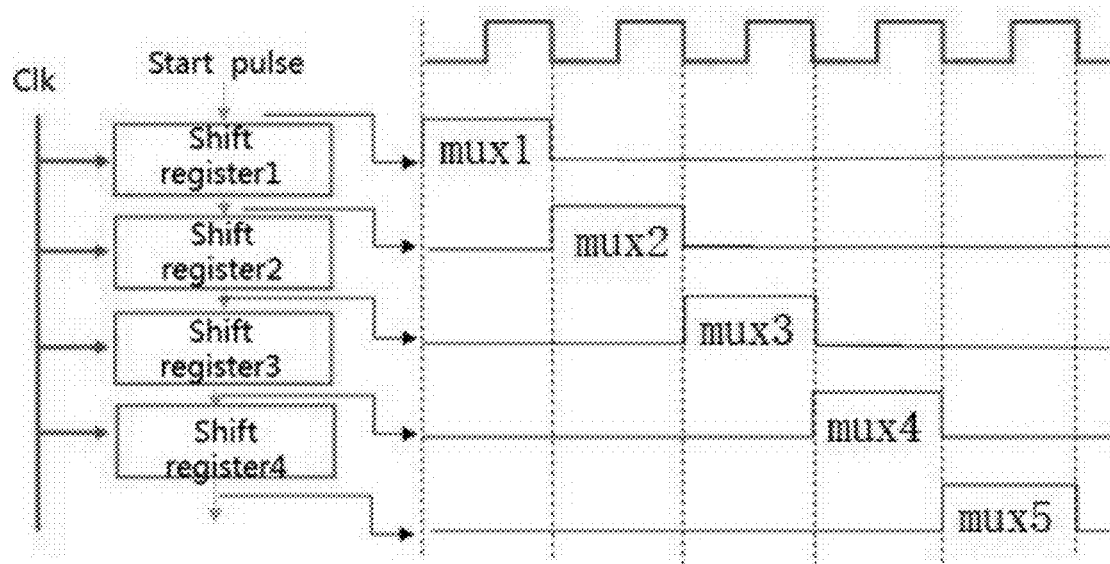 Clk
Start pulse
Shift
register1
Shift
register2
Shift
register3
Shift
register4
mux1
mux2
mux3
mux4
mux5